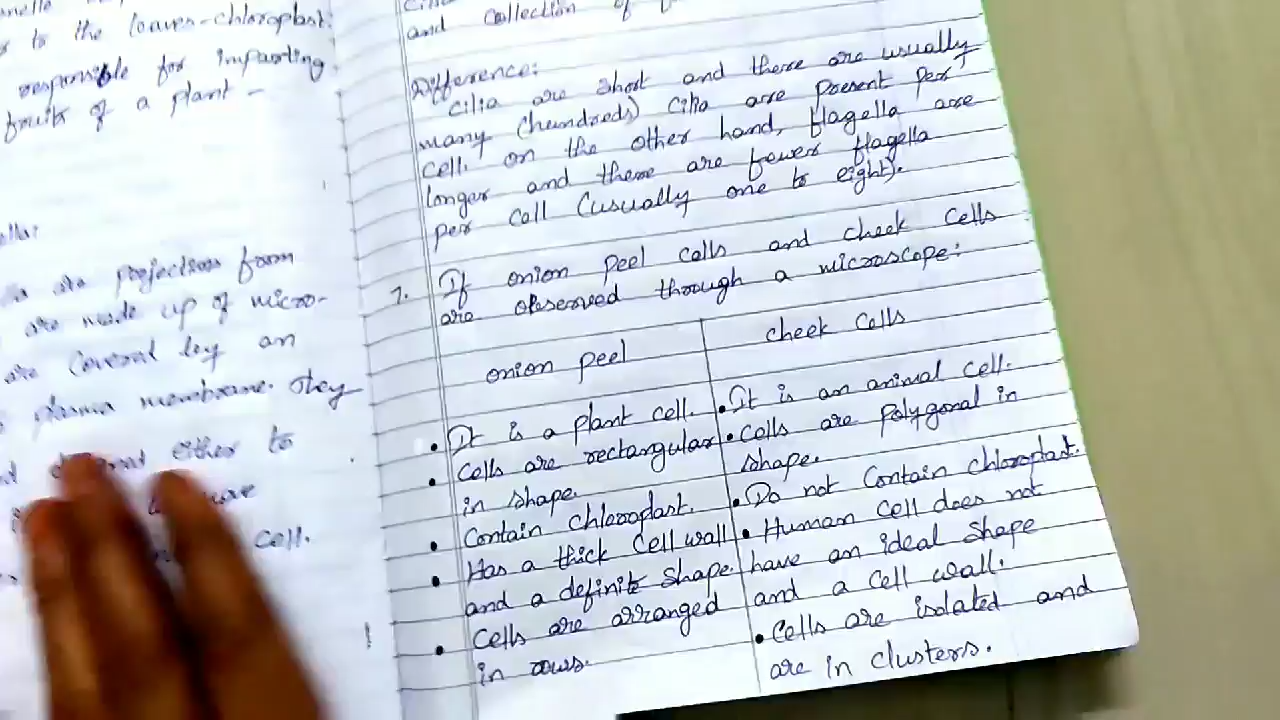 to the leaves-chloroplast.
responsible for imparting
fruits of a plant -
are projections from
are made up of micro-
are covered by an
plasma membrane. They
either to
cell.
and collection of
Difference:
Cilia are short and there are usually
many (hundreds) cilia are present per
cell. on the other hand, flagella are
longer and there are fewer flagella
per cell (usually one to eight).
7. If onion peel cells and cheek cells
are observed through a microscope:
onion peel
• It is a plant cell.
• Cells are rectangular
in shape.
• Contain chloroplast.
• Has a thick cell wall
and a definite shape.
• Cells are arranged
in rows.
cheek cells
• It is an animal cell.
• cells are polygonal in
shape.
• Do not contain chloroplast.
• Human cell does not
have an ideal shape
and a cell wall.
• Cells are isolated and
are in clusters.